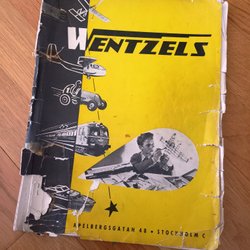 WENTZELS
APELBERGSGATAN 48 • STOCKHOLM C